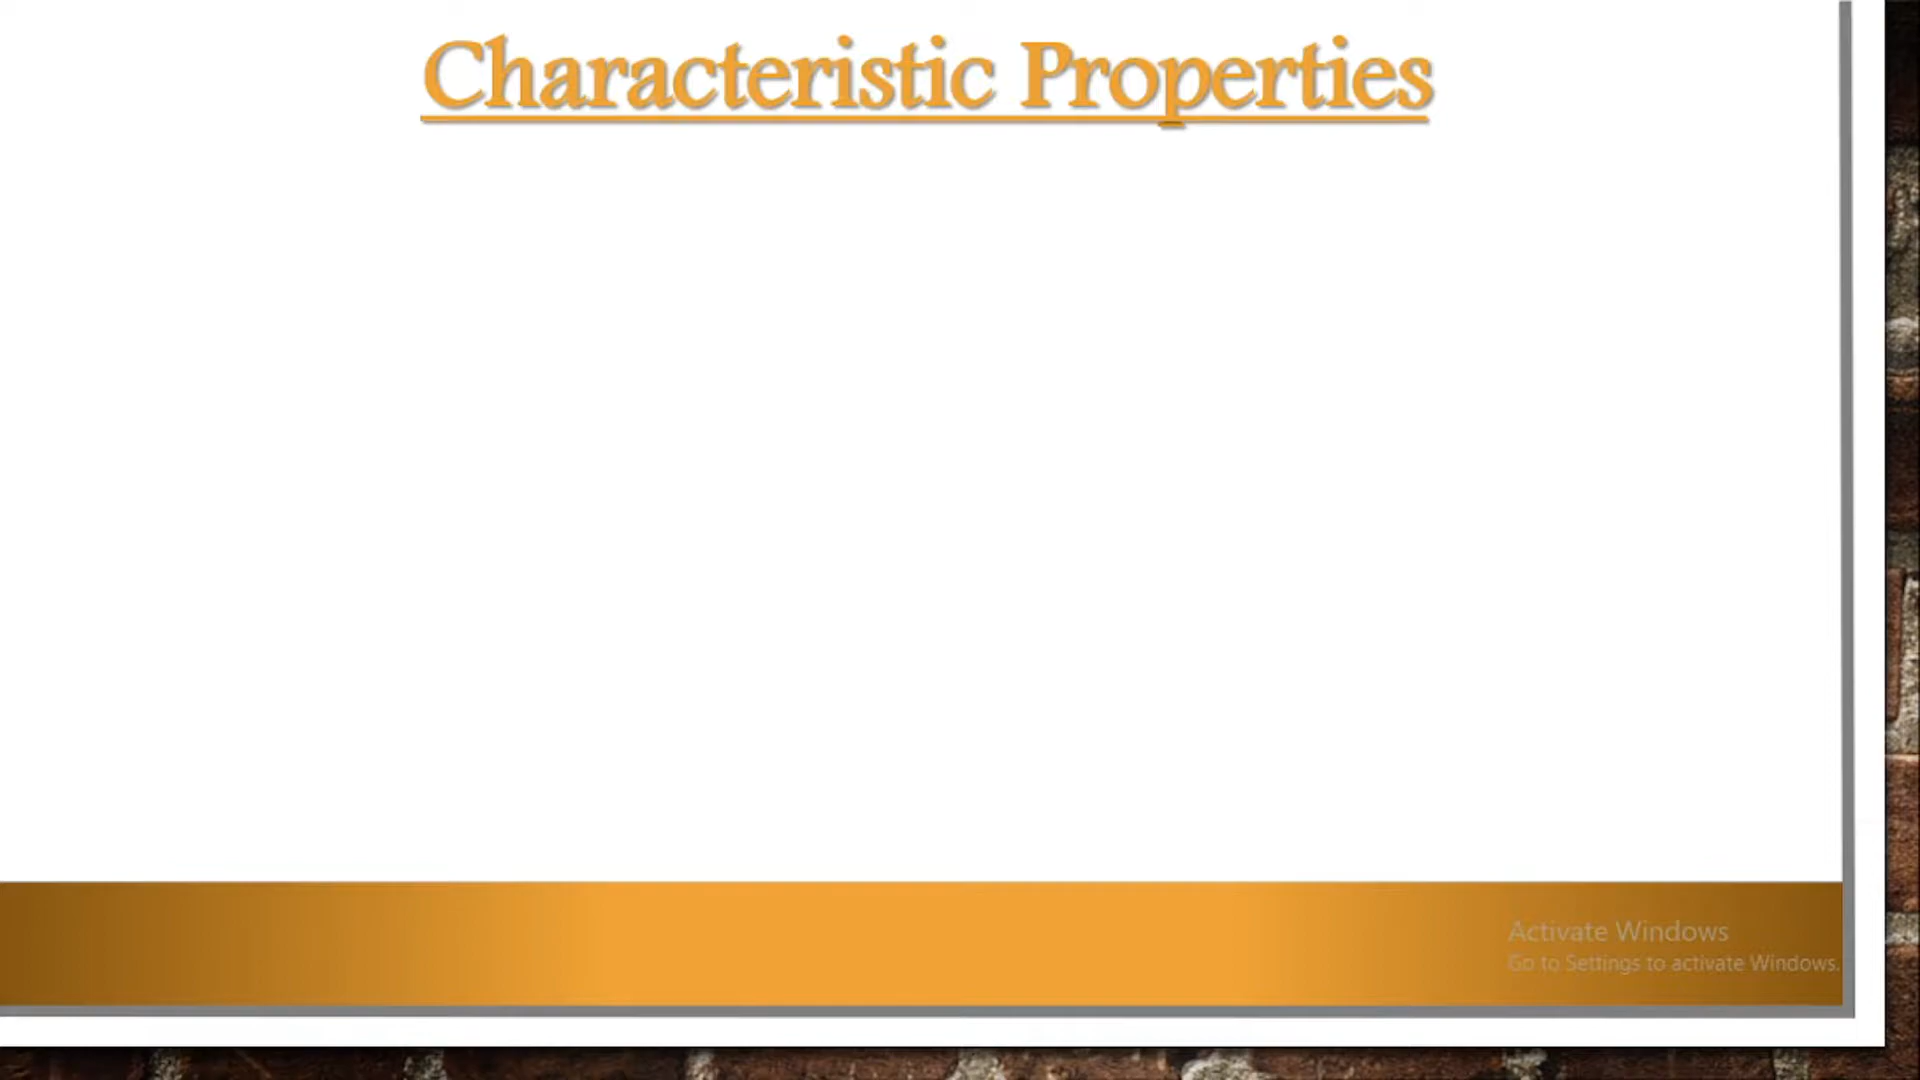 Characteristic Properties
Activate Windows
Go to Settings to activate Windows.